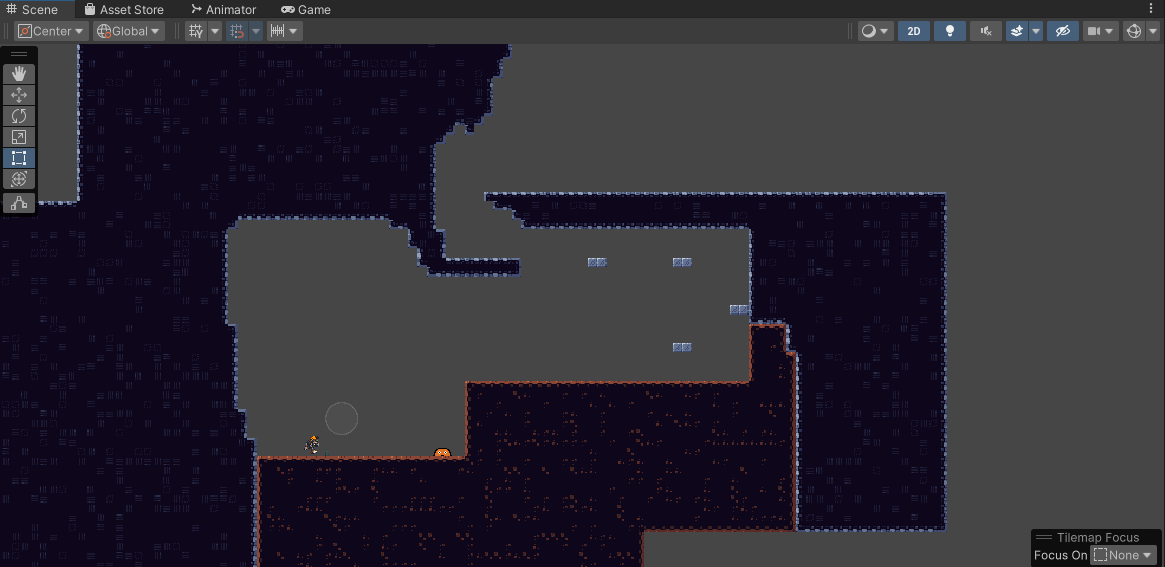 Scene Asset Store Animator Game
Center Global 2D
Tilemap Focus
Focus On None